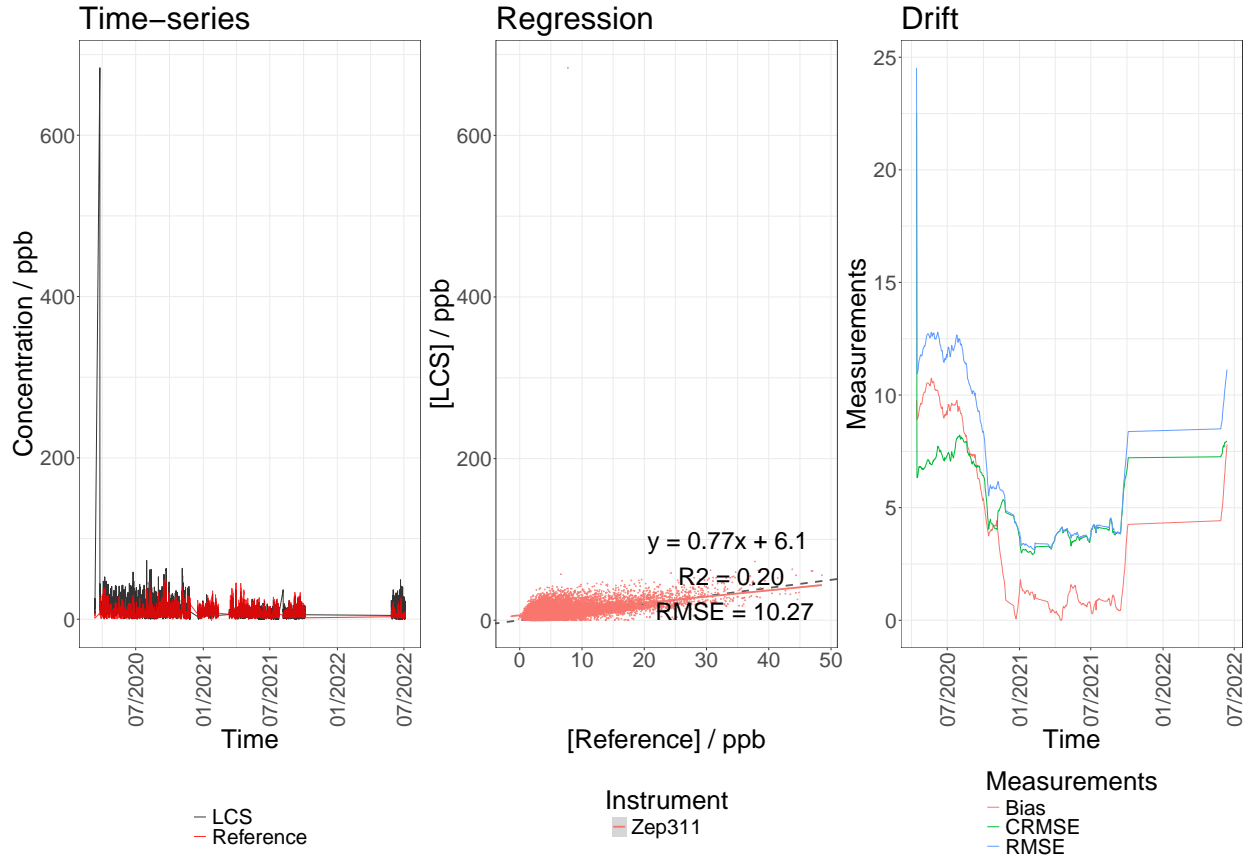 Time−series
Concentration / ppb
600
400
200
0
07/2020
01/2021
07/2021
01/2022
07/2022
Time
LCS
Reference
Regression
[LCS] / ppb
600
400
200
0
y = 0.77x + 6.1
R2 = 0.20
RMSE = 10.27
0 10 20 30 40 50
[Reference] / ppb
Instrument
Zep311
Drift
Measurements
25
20
15
10
5
0
07/2020
01/2021
07/2021
01/2022
07/2022
Time
Measurements
Bias
CRMSE
RMSE